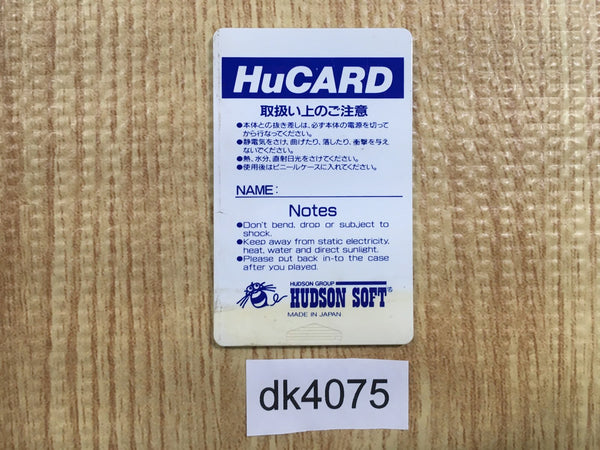 HuCARD
取扱い上のご注意
●本体との抜き差しは、必ず本体の電源を切って
から行なってください。
●静電気をさけ、曲げたり、落したり、衝撃を与え
ないでください。
●熱、水分、直射日光をさけてください。
●使用後はビニールケースに入れてください。
NAME:
Notes
●Don't bend, drop or subject to
shock.
●Keep away from static electricity,
heat, water and direct sunlight.
●Please put back in-to the case
after you played.
HUDSON GROUP
HUDSON SOFT®
MADE IN JAPAN
dk4075